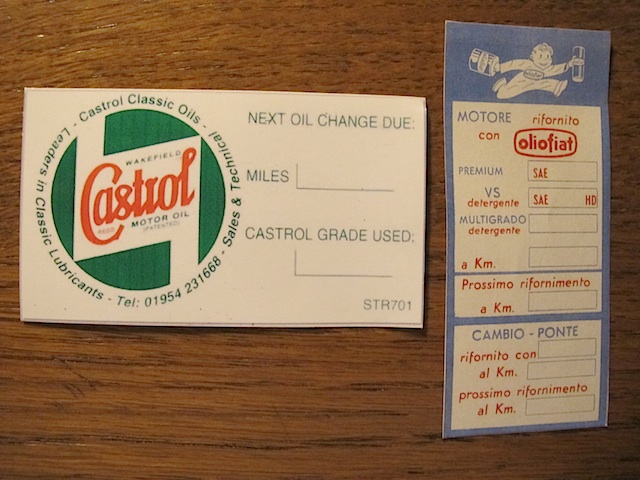 Leaders in Classic Lubricants - Castrol Classic Oils - Sales & Technical - Tel: 01954 231668 -
WAKEFIELD
Castrol
REGD
MOTOR OIL
(PATENTED)
NEXT OIL CHANGE DUE:
MILES
CASTROL GRADE USED:
STR701
MOTORE rifornito
con oliofiat
PREMIUM SAE
VS
detergente SAE HD
MULTIGRADO
detergente
a Km.
Prossimo rifornimento
a Km.
CAMBIO - PONTE
rifornito con
al Km.
prossimo rifornimento
al Km.